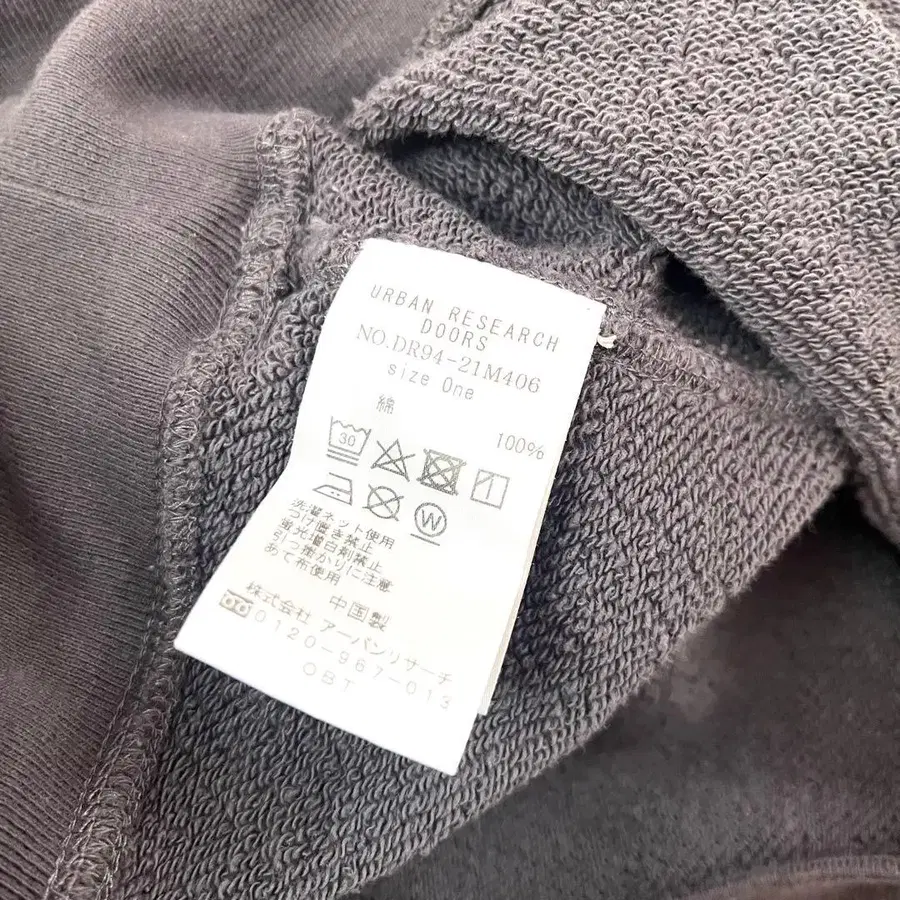 URBAN RESEARCH
DOORS
NO.DR94-21M406
size One
綿 100%
30
W
洗濯ネット使用
つけ置き禁止
蛍光増白剤禁止
引っ掛かりに注意
あて布使用
中国製
株式会社 アーバンリサーチ
0120-967-013
OBT